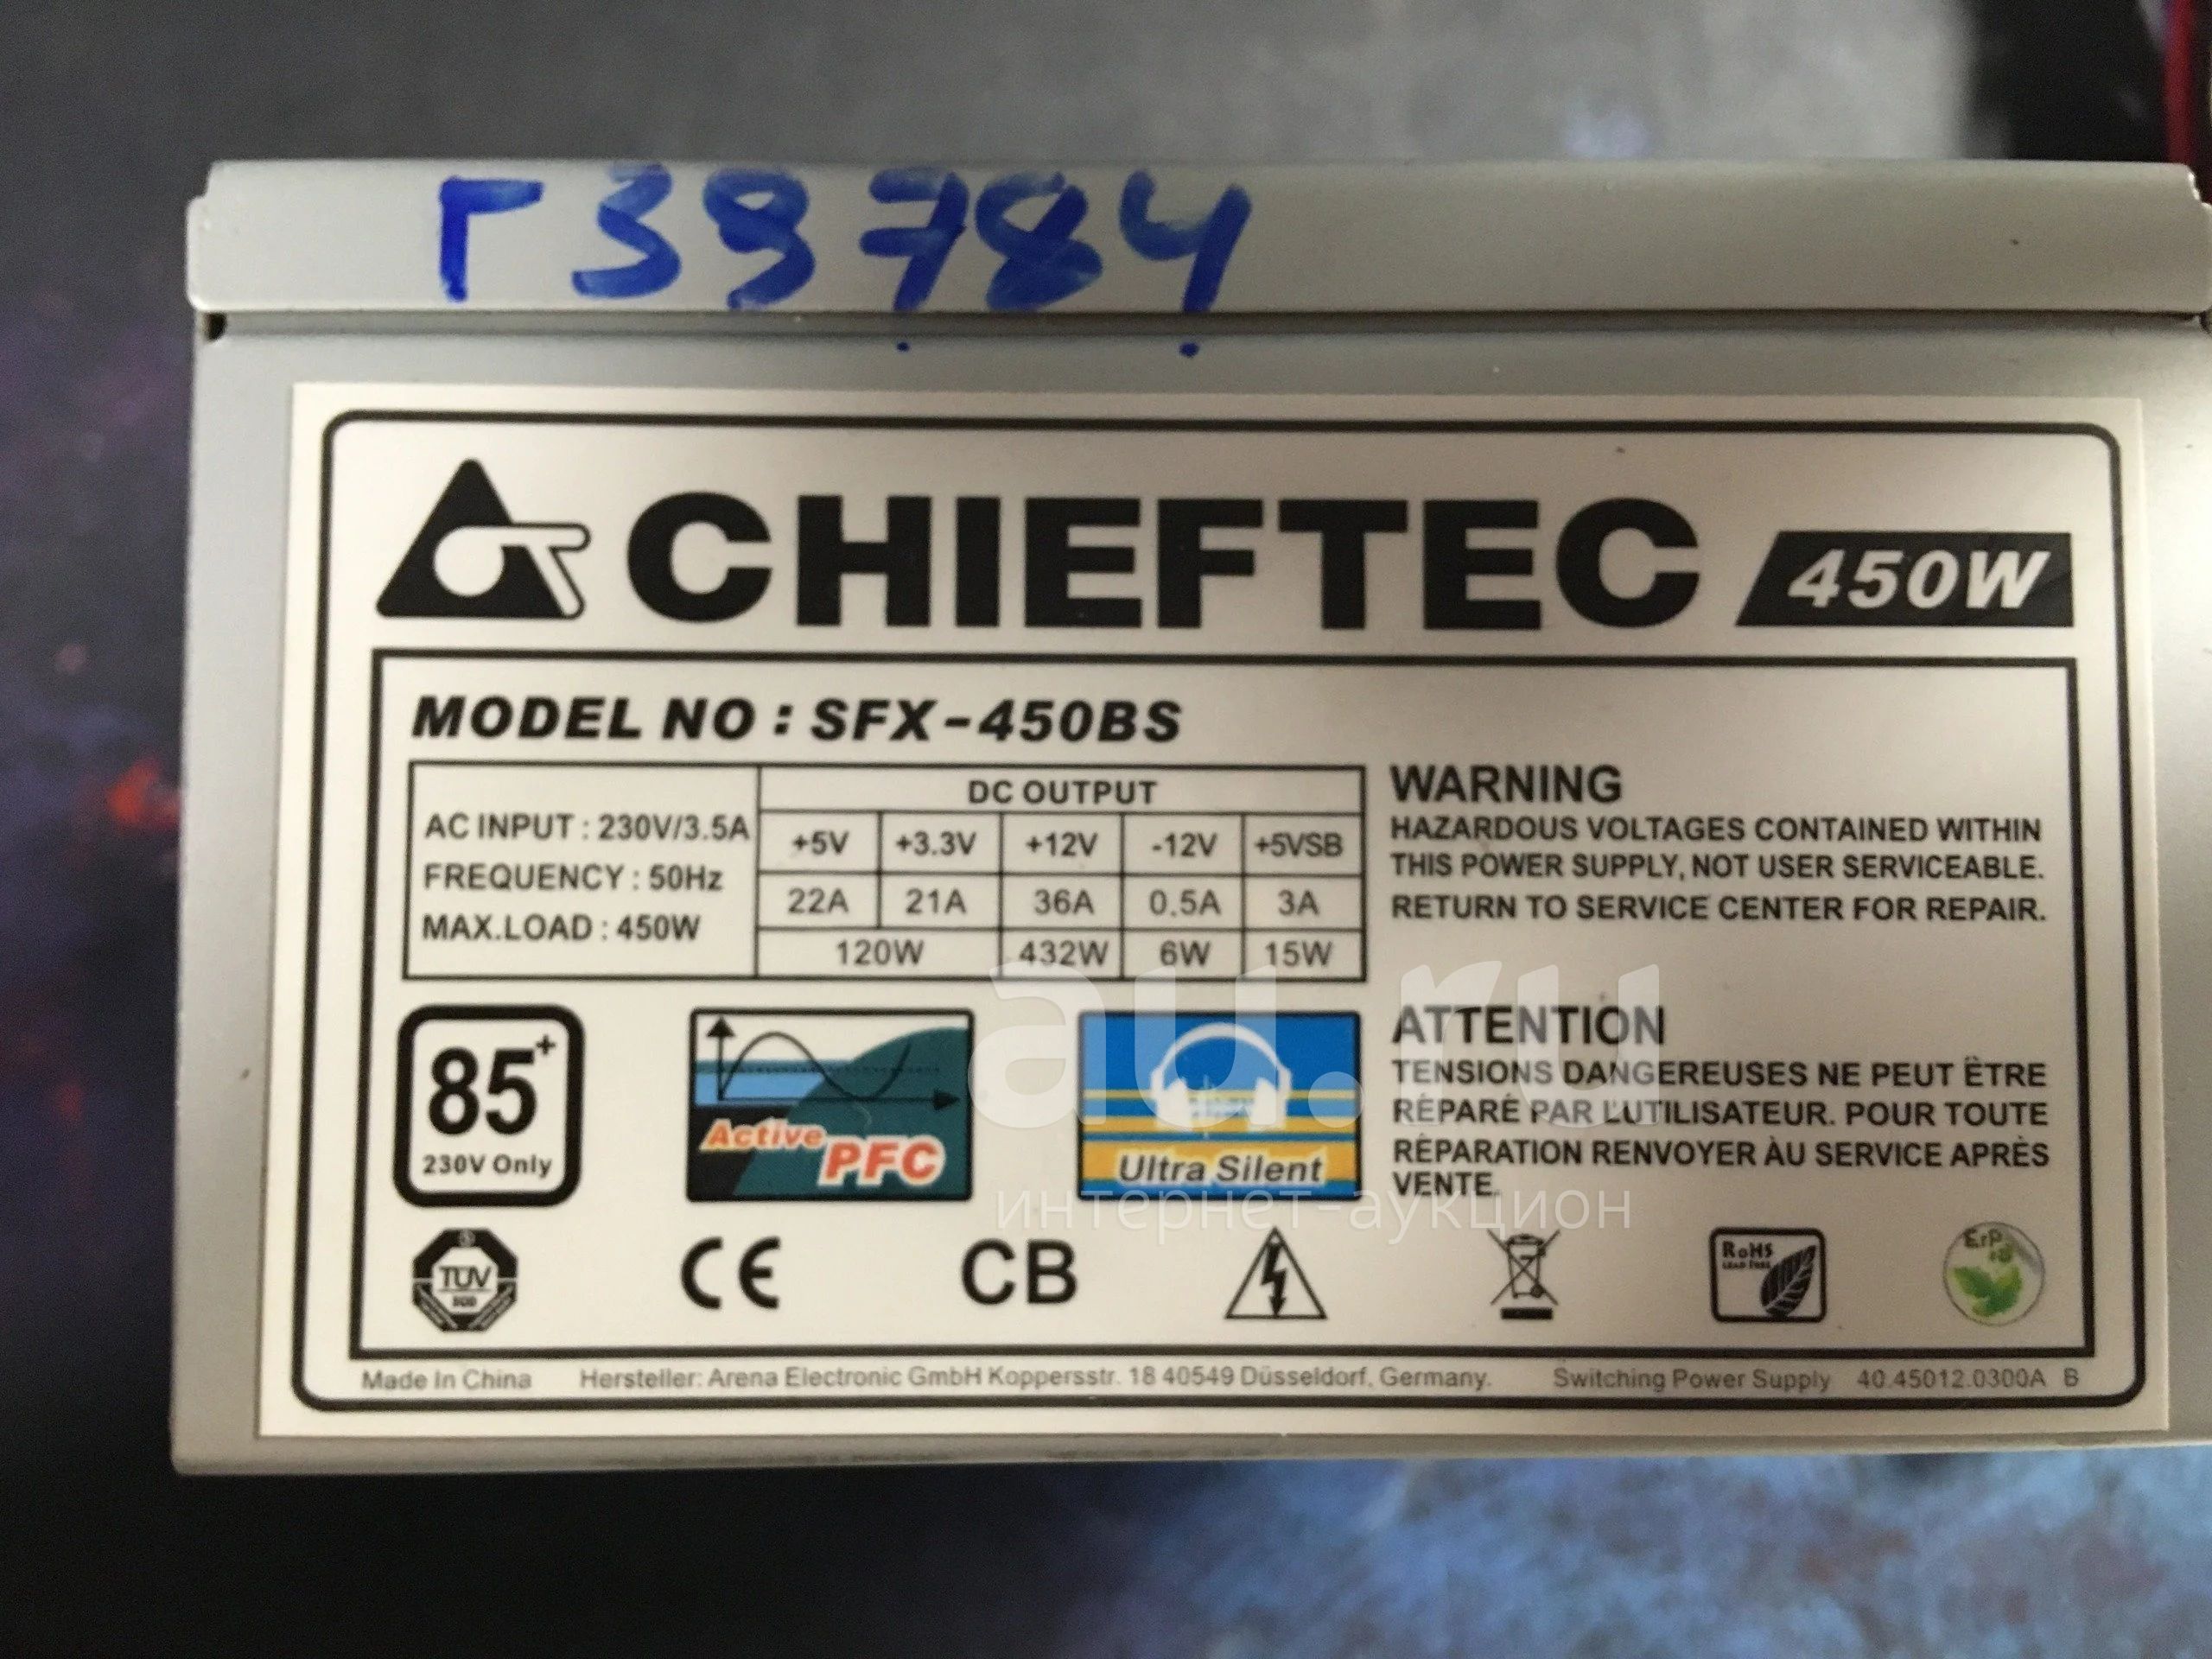 Г39784
CHIEFTEC 450W
MODEL NO : SFX-450BS
AC INPUT : 230V/3.5A
FREQUENCY : 50Hz
MAX.LOAD : 450W
DC OUTPUT
+5V +3.3V +12V -12V +5VSB
22A 21A 36A 0.5A 3A
120W 432W 6W 15W
WARNING
HAZARDOUS VOLTAGES CONTAINED WITHIN
THIS POWER SUPPLY, NOT USER SERVICEABLE.
RETURN TO SERVICE CENTER FOR REPAIR.
ATTENTION
TENSIONS DANGEREUSES NE PEUT ÊTRE
RÉPARÉ PAR L'UTILISATEUR. POUR TOUTE
RÉPARATION RENVOYER ÀU SERVICE APRÈS
VENTE.
85+
230V Only
Active
PFC
Ultra Silent
au.ru
интернет-аукцион
TÜV
SÜD
CE
CB
RoHS
LEAD FREE
ErP
Made In China Hersteller: Arena Electronic GmbH Koppersstr. 18 40549 Düsseldorf, Germany. Switching Power Supply 40.45012.0300A B